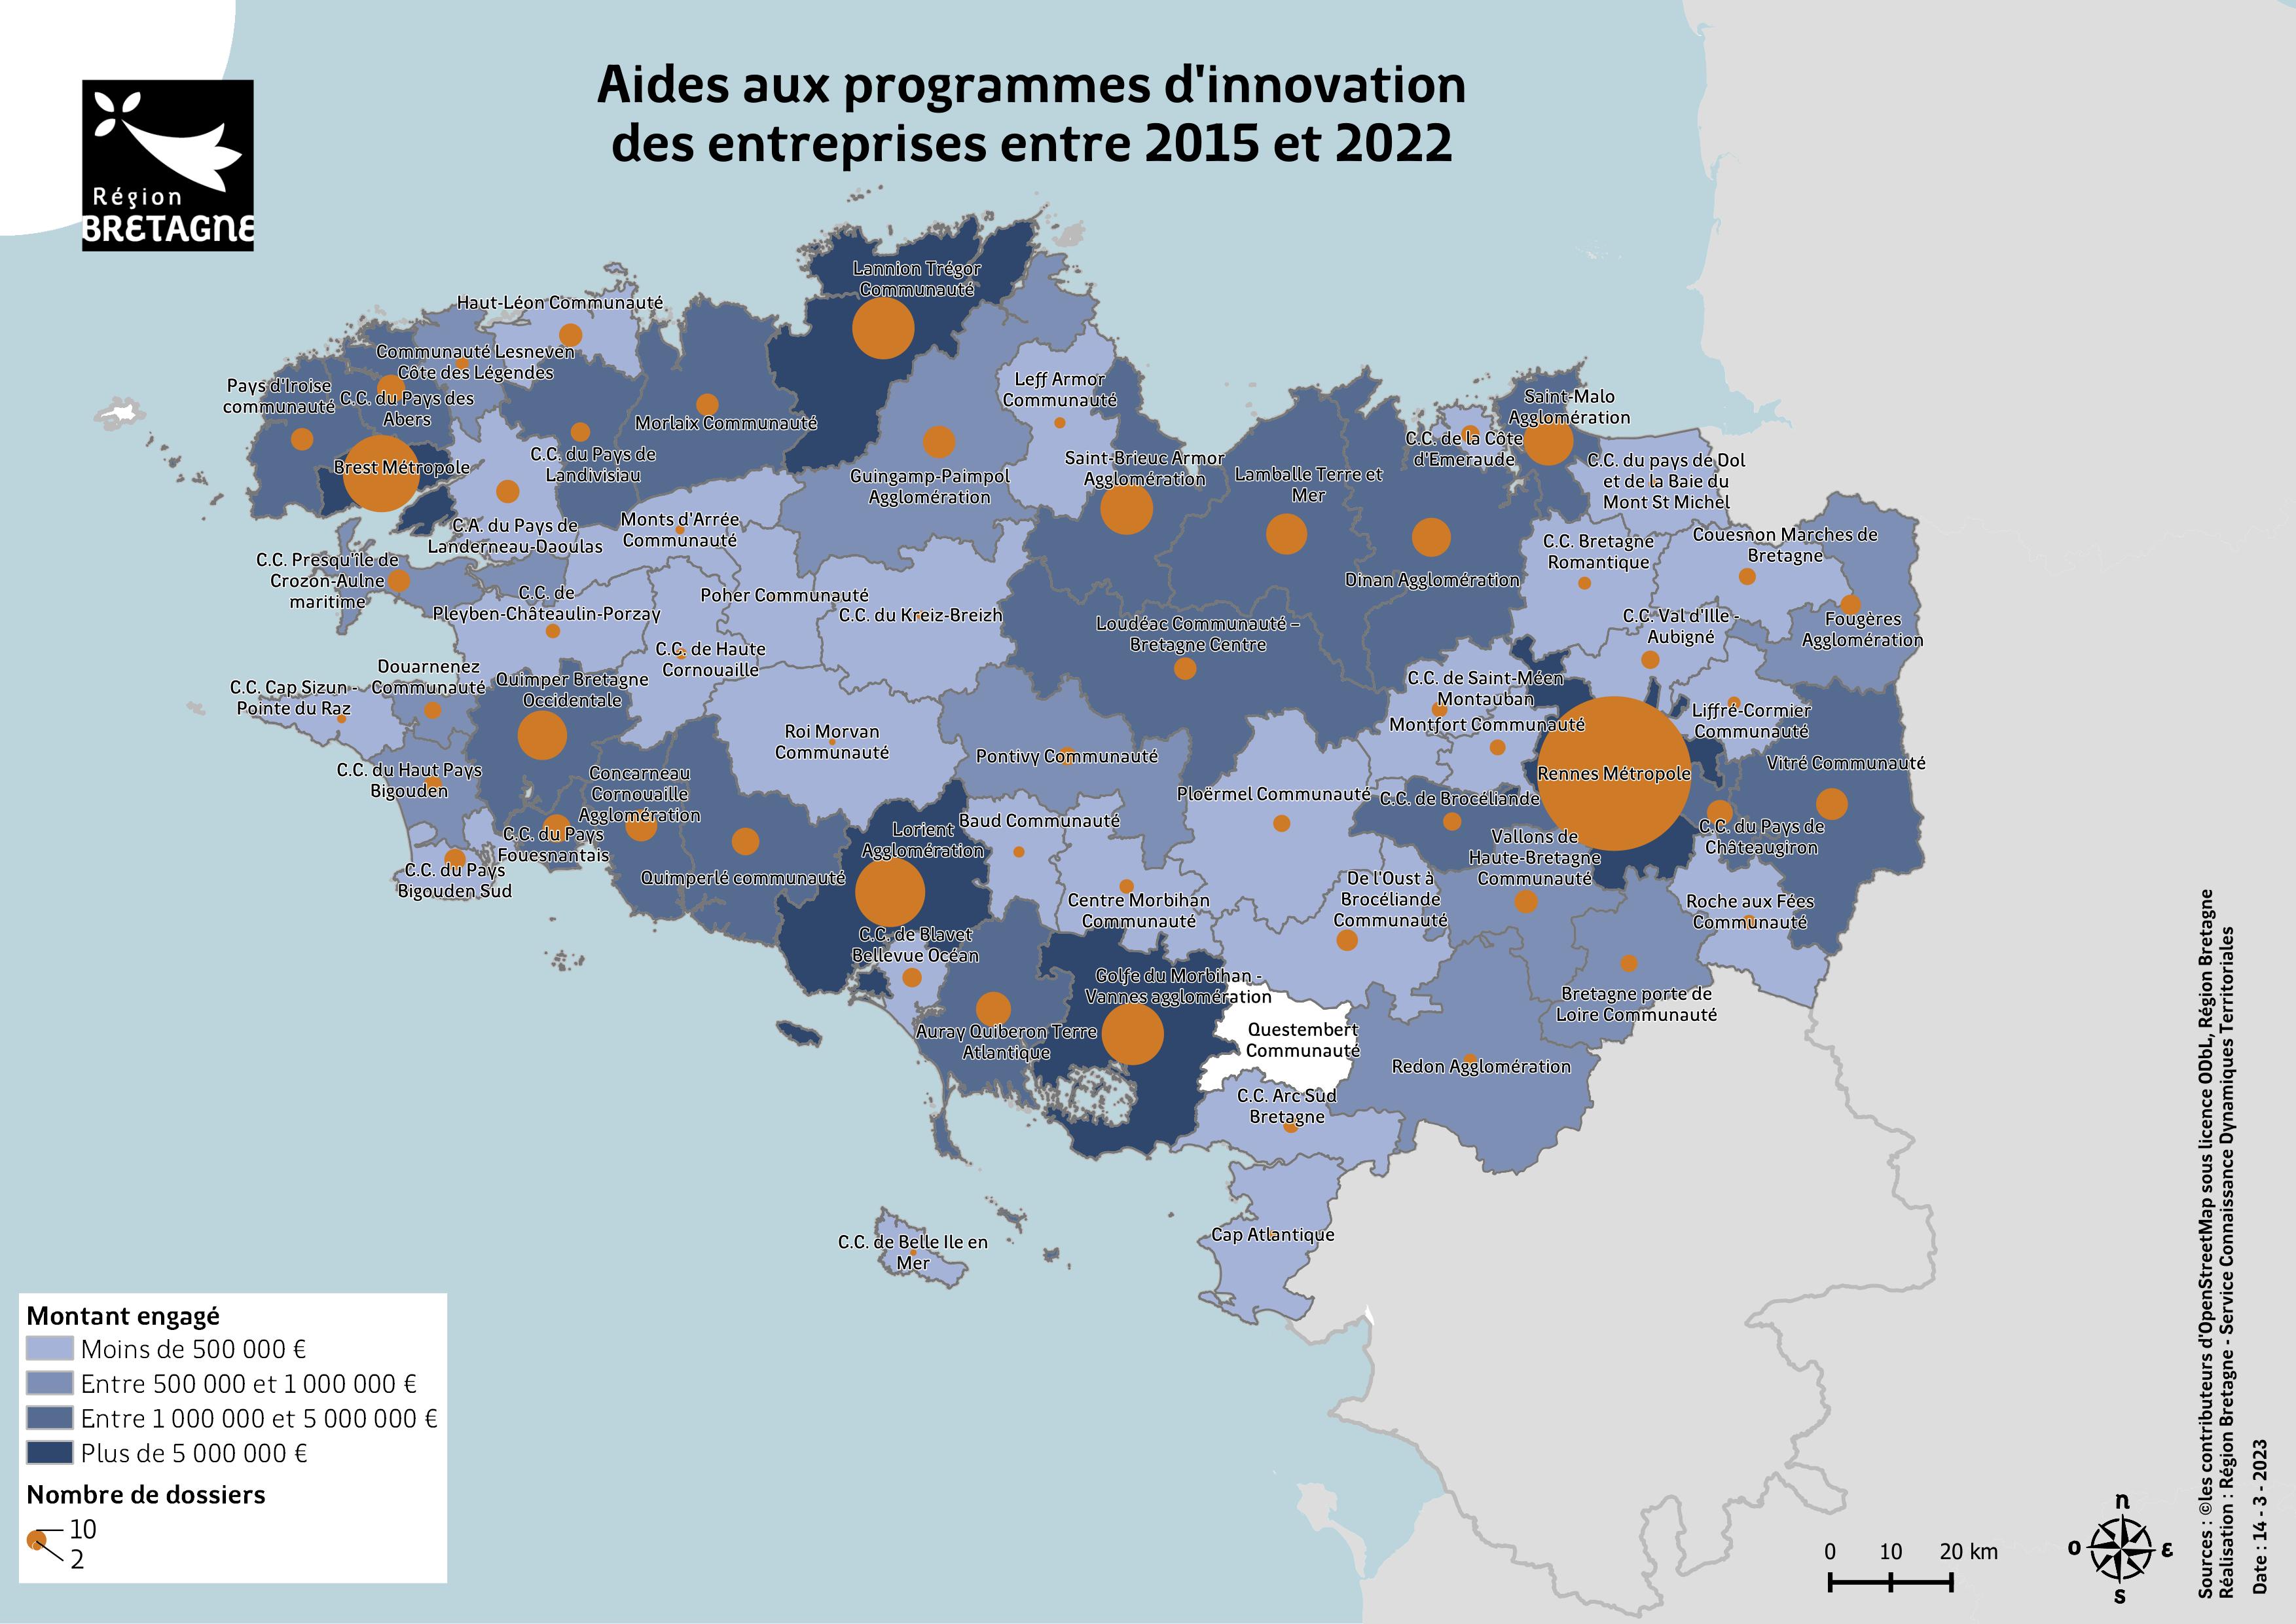 Aides aux programmes d'innovation
des entreprises entre 2015 et 2022
Région
BRETAGNE
Lannion Trégor
Communauté
Haut-Léon Communauté
Communauté Lesneven
Côte des Légendes
Pays d'Iroise
communauté
C.C. du Pays des
Abers
Morlaix Communauté
Leff Armor
Communauté
Saint-Malo
Agglomération
C.C. de la Côte
d'Emeraude
Brest Métropole
C.C. du Pays de
Landivisiau
Guingamp-Paimpol
Agglomération
Saint-Brieuc Armor
Agglomération
Lamballe Terre et
Mer
C.C. du pays de Dol
et de la Baie du
Mont St Michel
C.A. du Pays de
Landerneau-Daoulas
Monts d'Arrée
Communauté
C.C. Bretagne
Romantique
Couesnon Marches de
Bretagne
C.C. Presqu'île de
Crozon-Aulne
maritime
C.C. de
Pleyben-Châteaulin-Porzay
Poher Communauté
C.C. du Kreiz-Breizh
Dinan Agglomération
Loudéac Communauté –
Bretagne Centre
C.C. Val d'Ille -
Aubigné
Fougères
Agglomération
C.C. de Haute
Cornouaille
Douarnenez
Communauté
C.C. Cap Sizun -
Pointe du Raz
Quimper Bretagne
Occidentale
C.C. de Saint-Méen
Montauban
Montfort Communauté
Liffré-Cormier
Communauté
Roi Morvan
Communauté
Pontivy Communauté
Rennes Métropole
Vitré Communauté
C.C. du Haut Pays
Bigouden
Concarneau
Cornouaille
Agglomération
Ploërmel Communauté
C.C. de Brocéliande
Lorient
Agglomération
Baud Communauté
C.C. du Pays
Fouesnantais
Vallons de
Haute-Bretagne
Communauté
C.C. du Pays de
Châteaugiron
C.C. du Pays
Bigouden Sud
Quimperlé communauté
De l'Oust à
Brocéliande
Communauté
Centre Morbihan
Communauté
Roche aux Fées
Communauté
C.C. de Blavet
Bellevue Océan
Golfe du Morbihan -
Vannes agglomération
Bretagne porte de
Loire Communauté
Auray Quiberon Terre
Atlantique
Questembert
Communauté
Redon Agglomération
C.C. Arc Sud
Bretagne
C.C. de Belle Ile en
Mer
Cap Atlantique
Montant engagé
Moins de 500 000 €
Entre 500 000 et 1 000 000 €
Entre 1 000 000 et 5 000 000 €
Plus de 5 000 000 €
Nombre de dossiers
10
2
0 10 20 km
n
o ε
s
Sources : ©les contributeurs d'OpenStreetMap sous licence ODbL, Région Bretagne
Réalisation : Région Bretagne - Service Connaissance Dynamiques Territoriales
Date : 14 - 3 - 2023